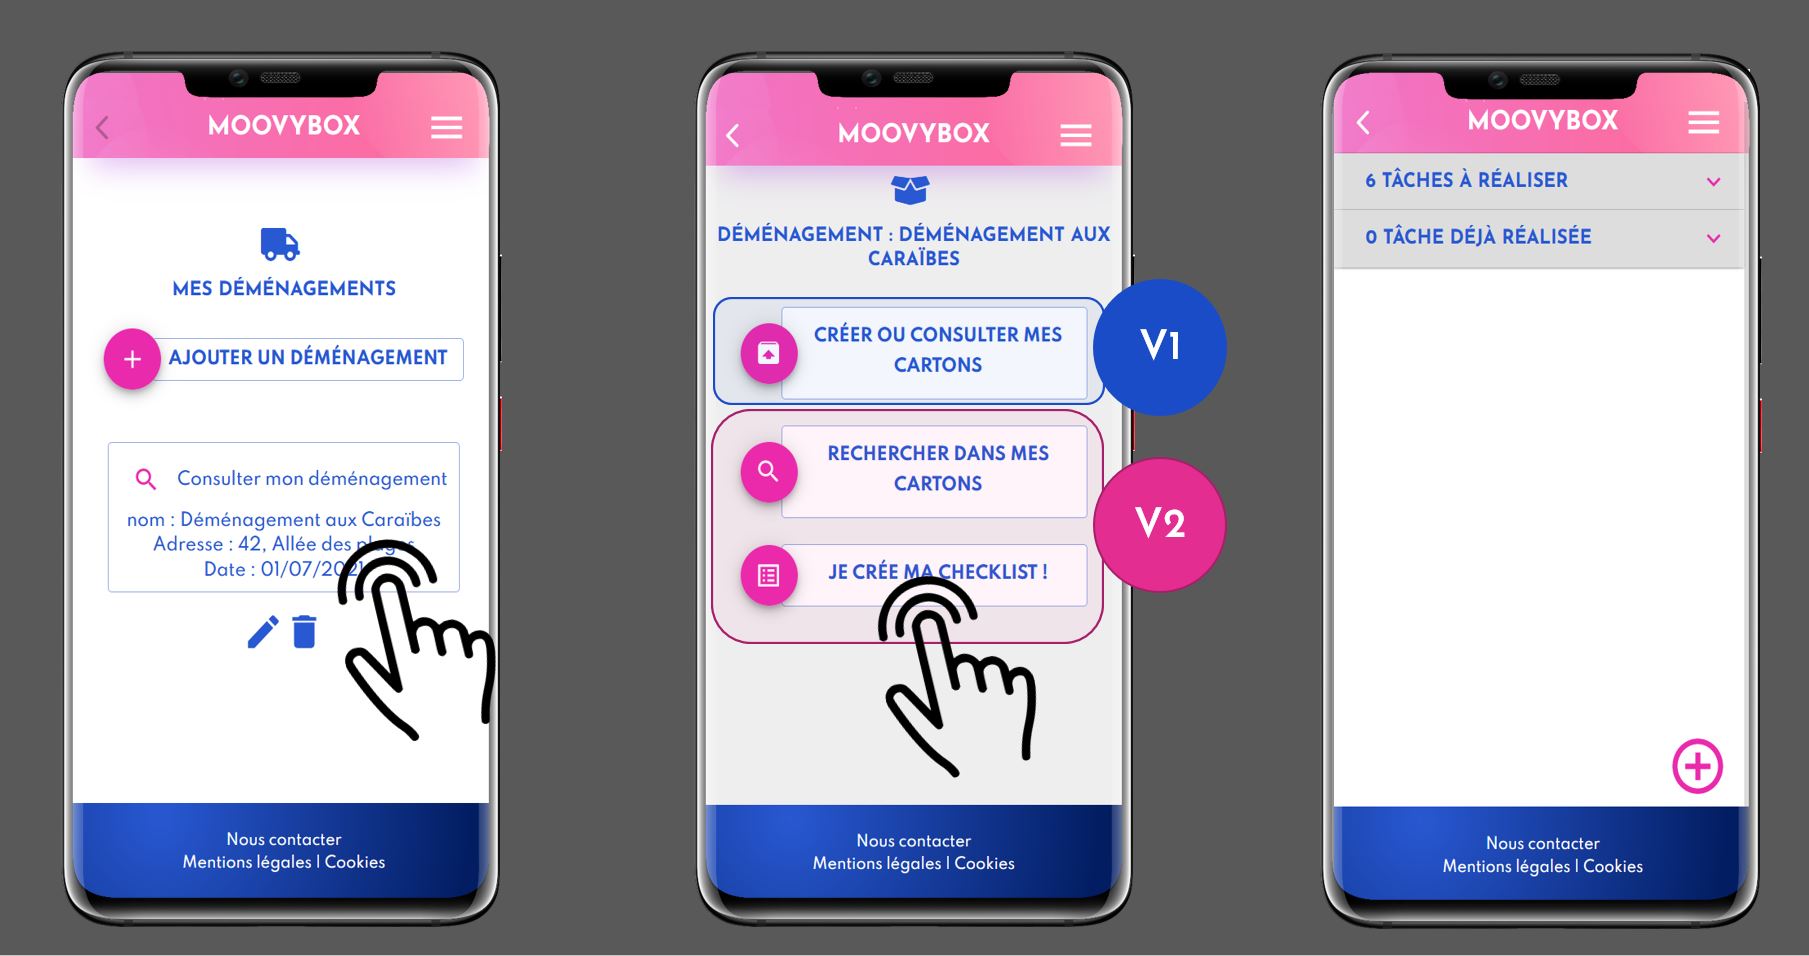 MOOVYBOX
MES DÉMÉNAGEMENTS
AJOUTER UN DÉMÉNAGEMENT
Consulter mon déménagement
nom : Déménagement aux Caraïbes
Adresse : 42, Allée des plages
Date : 01/07/2021
Nous contacter
Mentions légales | Cookies
MOOVYBOX
DÉMÉNAGEMENT : DÉMÉNAGEMENT AUX
CARAÏBES
CRÉER OU CONSULTER MES
CARTONS
V1
RECHERCHER DANS MES
CARTONS
V2
JE CRÉE MA CHECKLIST !
Nous contacter
Mentions légales | Cookies
MOOVYBOX
6 TÂCHES À RÉALISER
0 TÂCHE DÉJÀ RÉALISÉE
Nous contacter
Mentions légales | Cookies